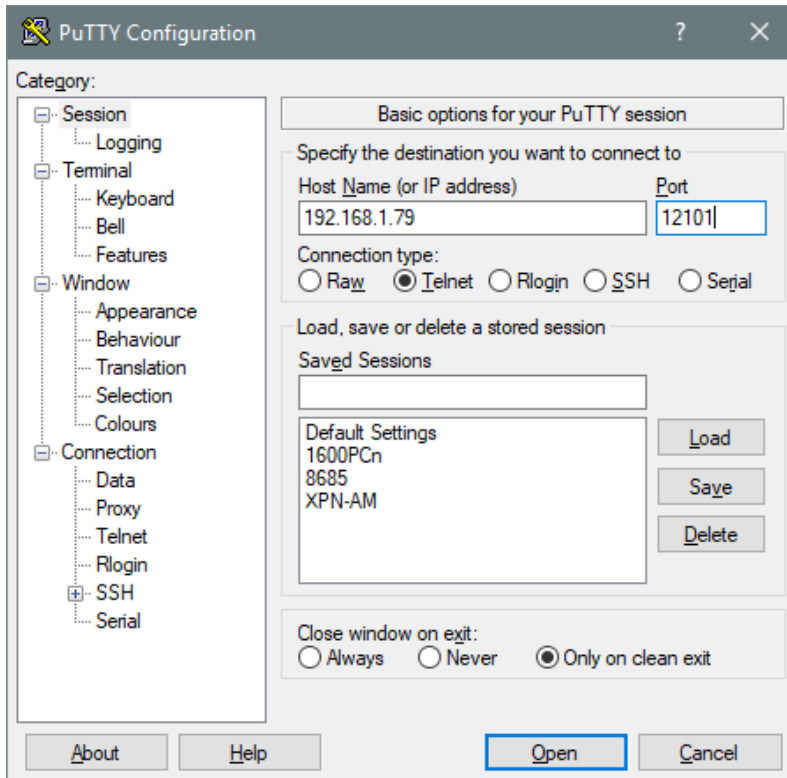 PuTTY Configuration
?
Category:
Session
Logging
Terminal
Keyboard
Bell
Features
Window
Appearance
Behaviour
Translation
Selection
Colours
Connection
Data
Proxy
Telnet
Rlogin
SSH
Serial
Basic options for your PuTTY session
Specify the destination you want to connect to
Host Name (or IP address) Port
192.168.1.79 12101
Connection type:
Raw Telnet Rlogin SSH Serial
Load, save or delete a stored session
Saved Sessions
Default Settings
1600PCn
8685
XPN-AM
Load
Save
Delete
Close window on exit:
Always Never Only on clean exit
About Help Open Cancel